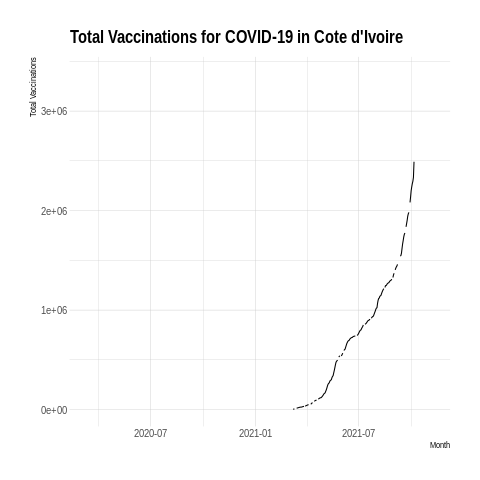 Total Vaccinations for COVID-19 in Cote d'Ivoire
Total Vaccinations
3e+06
2e+06
1e+06
0e+00
2020-07
2021-01
2021-07
Month